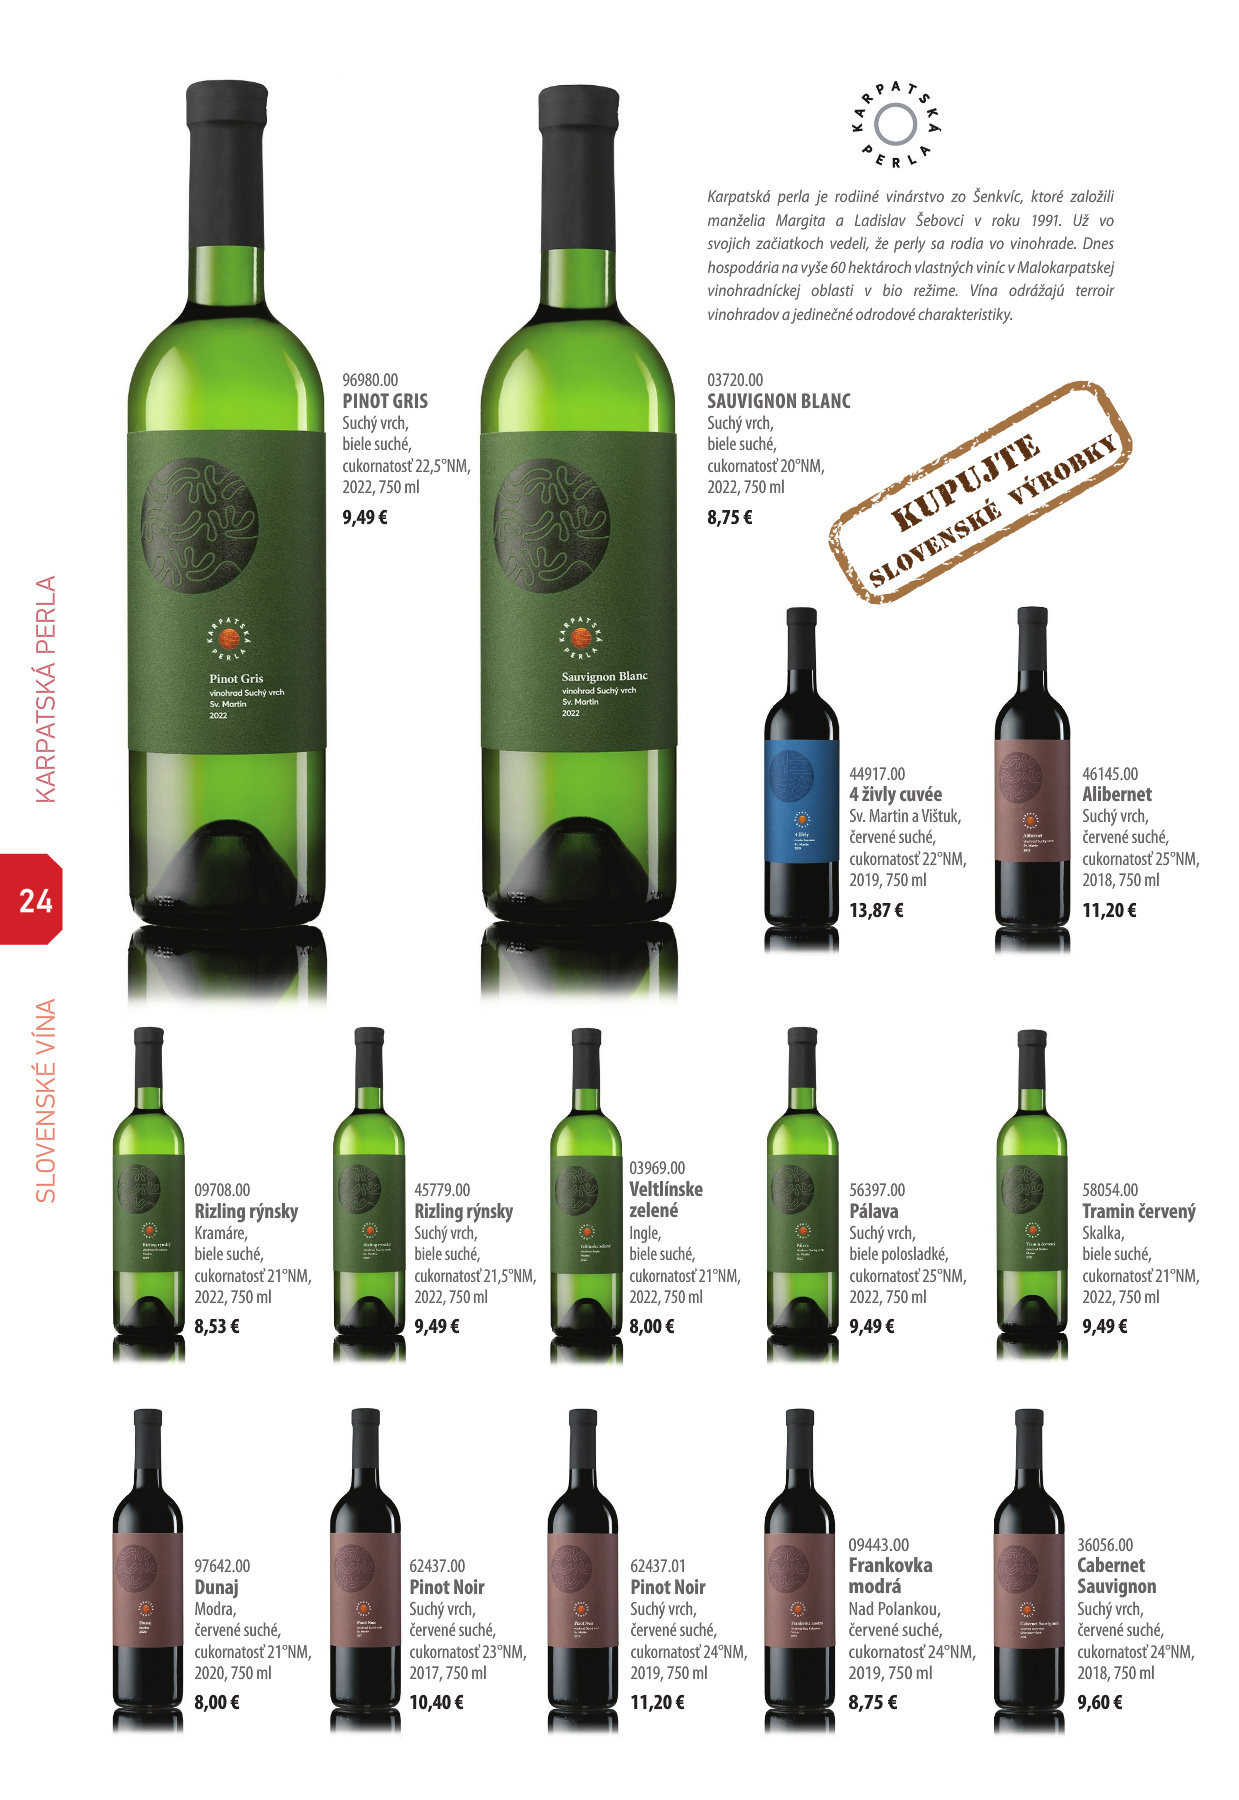 KARPATSKÁ PERLA
Karpatská perla je rodiiné vinárstvo zo Šenkvíc, ktoré založili
manželia Margita a Ladislav Šebovci v roku 1991. Už vo
svojich začiatkoch vedeli, že perly sa rodia vo vinohrade. Dnes
hospodária na vyše 60 hektároch vlastných viníc v Malokarpatskej
vinohradníckej oblasti v bio režime. Vína odrážajú terroir
vinohradov a jedinečné odrodové charakteristiky.
96980.00
PINOT GRIS
Suchý vrch,
biele suché,
cukornatosť 22,5°NM,
2022, 750 ml
9,49 €
03720.00
SAUVIGNON BLANC
Suchý vrch,
biele suché,
cukornatosť 20°NM,
2022, 750 ml
8,75 €
KUPUJTE
SLOVENSKÉ VÝROBKY
KARPATSKÁ PERLA
Pinot Gris
vinohrad Suchý vrch
Sv. Martin
2022
KARPATSKÁ PERLA
Sauvignon Blanc
vinohrad Suchý vrch
Sv. Martin
2022
44917.00
4 živly cuvée
Sv. Martin a Vištuk,
červené suché,
cukornatosť 22°NM,
2019, 750 ml
13,87 €
46145.00
Alibernet
Suchý vrch,
červené suché,
cukornatosť 25°NM,
2018, 750 ml
11,20 €
KARPATSKÁ PERLA
24
SLOVENSKÉ VÍNA
09708.00
Rizling rýnsky
Kramáre,
biele suché,
cukornatosť 21°NM,
2022, 750 ml
8,53 €
45779.00
Rizling rýnsky
Suchý vrch,
biele suché,
cukornatosť 21,5°NM,
2022, 750 ml
9,49 €
03969.00
Veltlínske
zelené
Ingle,
biele suché,
cukornatosť 21°NM,
2022, 750 ml
8,00 €
56397.00
Pálava
Suchý vrch,
biele polosladké,
cukornatosť 25°NM,
2022, 750 ml
9,49 €
58054.00
Tramin červený
Skalka,
biele suché,
cukornatosť 21°NM,
2022, 750 ml
9,49 €
97642.00
Dunaj
Modra,
červené suché,
cukornatosť 21°NM,
2020, 750 ml
8,00 €
62437.00
Pinot Noir
Suchý vrch,
červené suché,
cukornatosť 23°NM,
2017, 750 ml
10,40 €
62437.01
Pinot Noir
Suchý vrch,
červené suché,
cukornatosť 24°NM,
2019, 750 ml
11,20 €
09443.00
Frankovka
modrá
Nad Polankou,
červené suché,
cukornatosť 24°NM,
2019, 750 ml
8,75 €
36056.00
Cabernet
Sauvignon
Suchý vrch,
červené suché,
cukornatosť 24°NM,
2018, 750 ml
9,60 €